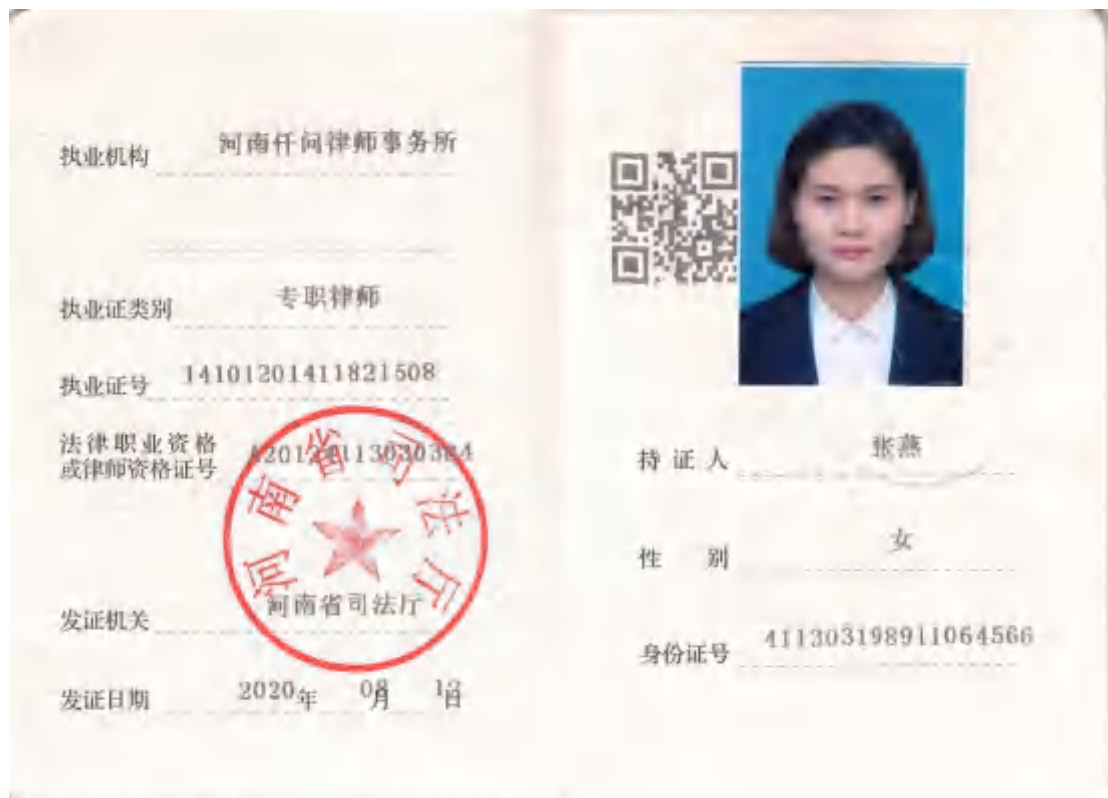 执业机构 河南仟问律师事务所
执业证类别 专职律师
执业证号 14101201411821508
法律职业资格
或律师资格证号
河南省司法厅
发证机关 河南省司法厅
发证日期 2020年 08月 日
持证人 张燕
性别 女
身份证号 411303198911064566